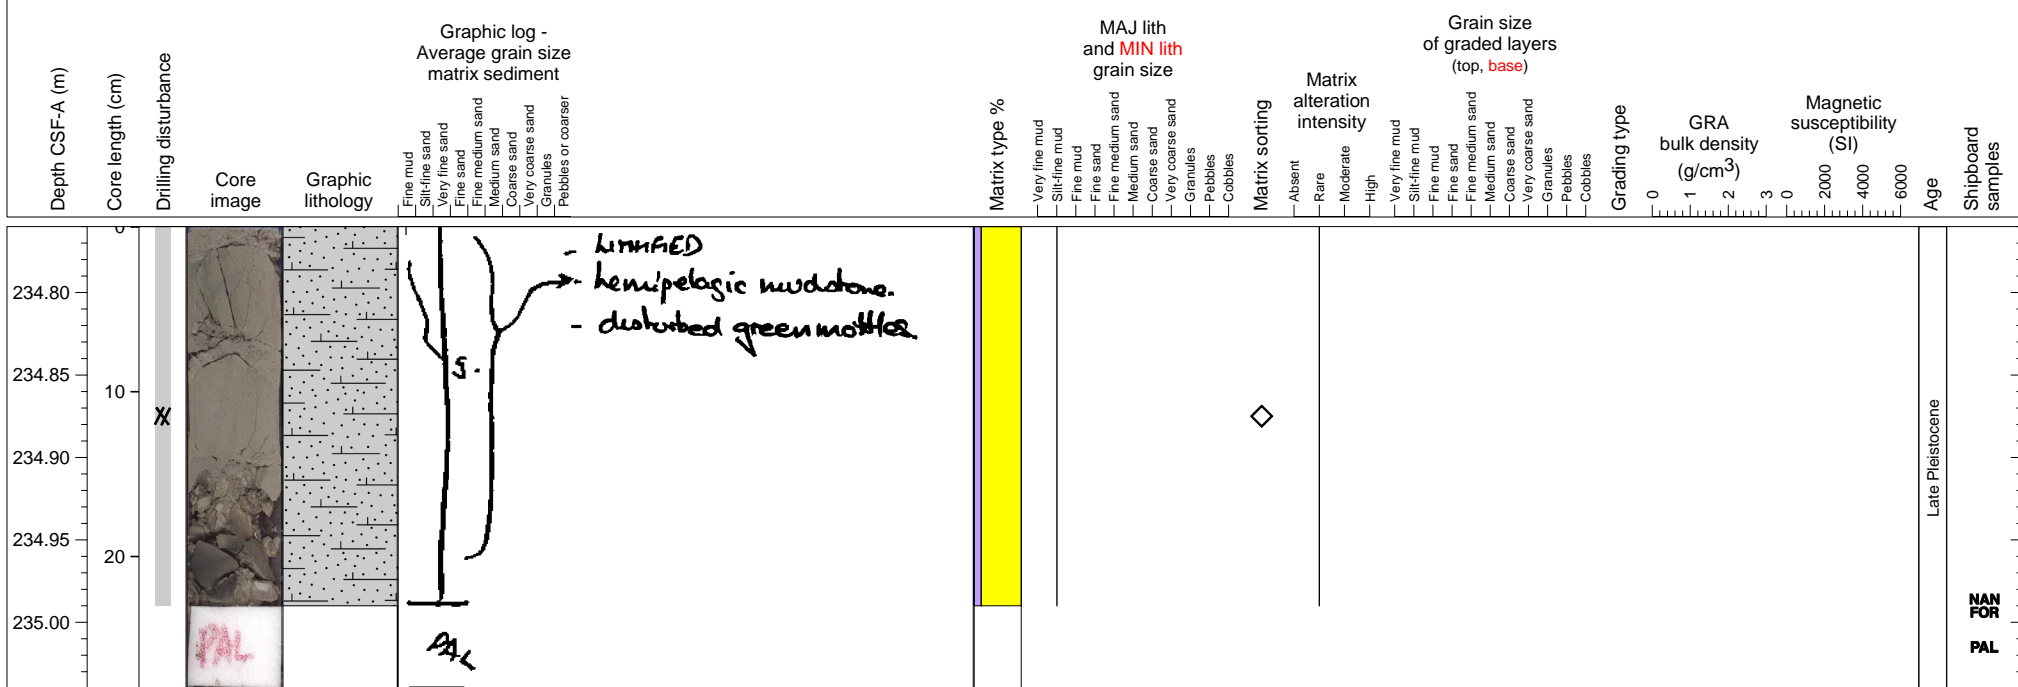 Depth CSF-A (m)
Core length (cm)
Drilling disturbance
Core
image
Graphic
lithology
Graphic log -
Average grain size
matrix sediment
Fine mud
Silt-fine sand
Very fine sand
Fine sand
Fine medium sand
Medium sand
Coarse sand
Very coarse sand
Granules
Pebbles or coarser
Matrix type %
MAJ lith
and MIN lith
grain size
Very fine mud
Silt-fine mud
Fine mud
Fine sand
Fine medium sand
Medium sand
Coarse sand
Very coarse sand
Granules
Pebbles
Cobbles
Matrix sorting
Matrix
alteration
intensity
Absent
Rare
Moderate
High
Grain size
of graded layers
(top, base)
Very fine mud
Silt-fine mud
Fine mud
Fine sand
Fine medium sand
Medium sand
Coarse sand
Very coarse sand
Granules
Pebbles
Cobbles
Grading type
GRA
bulk density
(g/cm3)
0 1 2 3
Magnetic
susceptibility
(SI)
0 2000 4000 6000
Age
Shipboard
samples
0
234.80
234.85
10
234.90
234.95
20
235.00
- LITHIFIED
- hemipelagic mudstone.
- disturbed green mottles
S.
PAL
PAL
Late Pleistocene
NAN
FOR
PAL